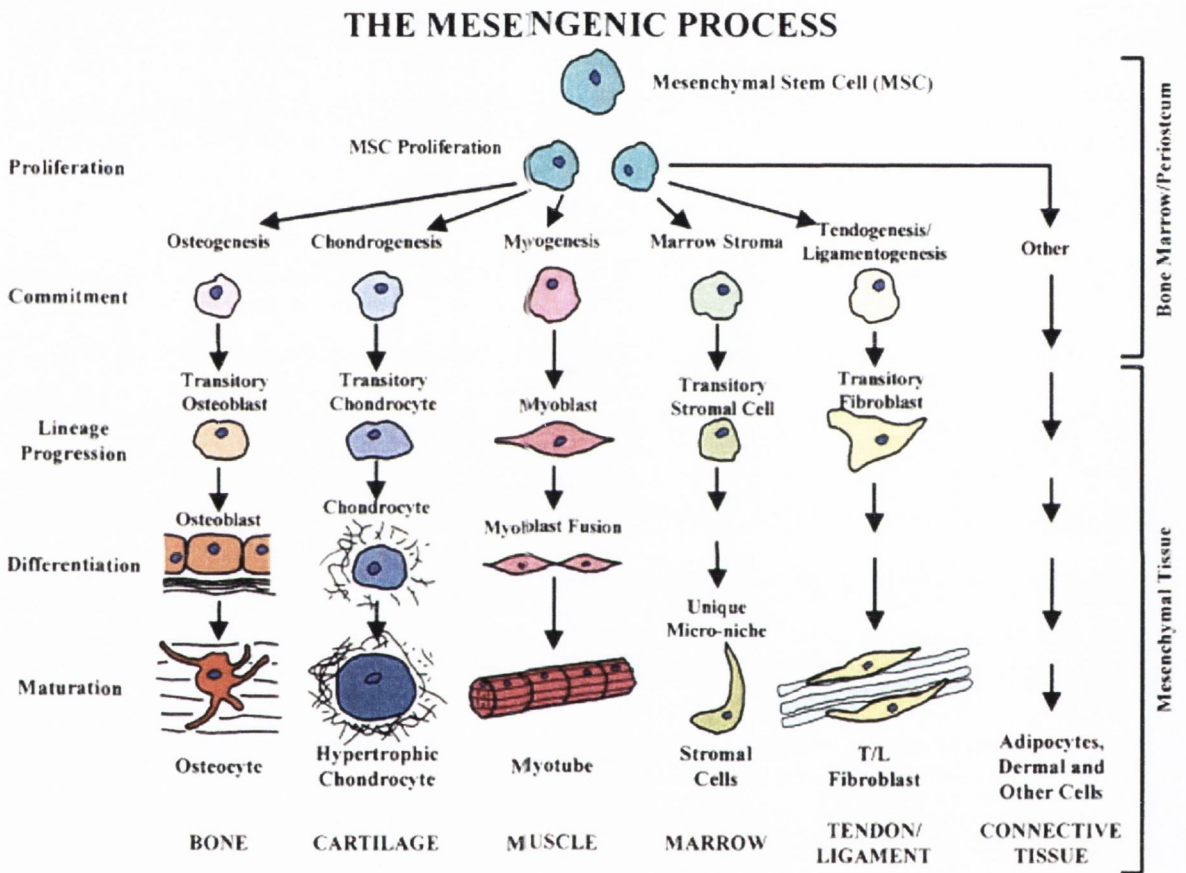 THE MESENGENIC PROCESS
Mesenchymal Stem Cell (MSC)
MSC Proliferation
Proliferation
Osteogenesis
Chondrogenesis
Myogenesis
Marrow Stroma
Tendogenesis/
Ligamentogenesis
Other
Commitment
Transitory
Osteoblast
Transitory
Chondrocyte
Myoblast
Transitory
Stromal Cell
Transitory
Fibroblast
Lineage
Progression
Osteoblast
Chondrocyte
Myoblast Fusion
Differentiation
Unique
Micro-niche
Maturation
Osteocyte
Hypertrophic
Chondrocyte
Myotube
Stromal
Cells
T/L
Fibroblast
Adipocytes,
Dermal and
Other Cells
BONE
CARTILAGE
MUSCLE
MARROW
TENDON/
LIGAMENT
CONNECTIVE
TISSUE
Bone Marrow/Periosteum
Mesenchymal Tissue